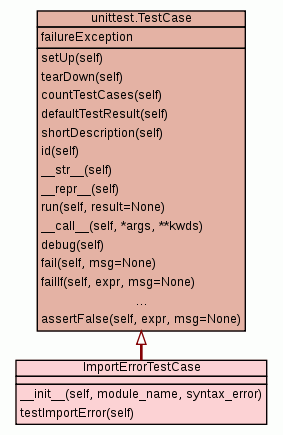 unittest.TestCase
failureException
setUp(self)
tearDown(self)
countTestCases(self)
defaultTestResult(self)
shortDescription(self)
id(self)
__str__(self)
__repr__(self)
run(self, result=None)
__call__(self, *args, **kwds)
debug(self)
fail(self, msg=None)
failIf(self, expr, msg=None)
...
assertFalse(self, expr, msg=None)
ImportErrorTestCase
__init__(self, module_name, syntax_error)
testImportError(self)